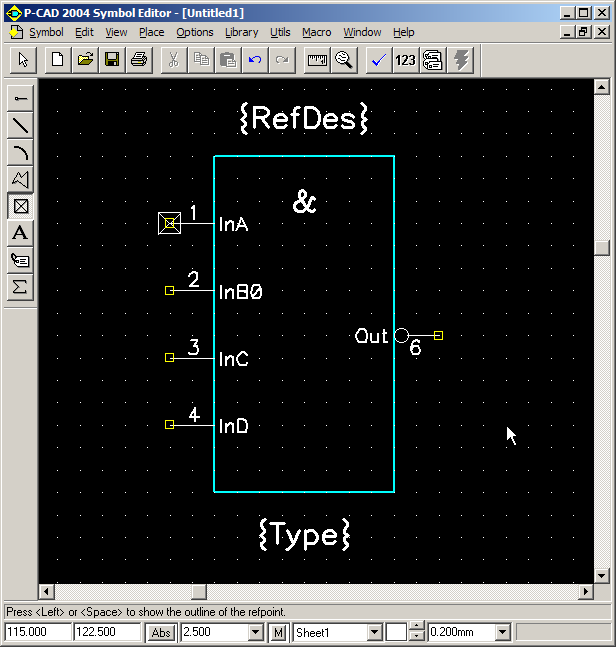 P-CAD 2004 Symbol Editor - [Untitled1]
Symbol Edit View Place Options Library Utils Macro Window Help
123
A
Σ
{RefDes}
&
1 InA
2 InB0
3 InC
4 InD
Out 6
{Type}
Press <Left> or <Space> to show the outline of the refpoint.
115.000 122.500 Abs 2.500 M Sheet1 0.200mm